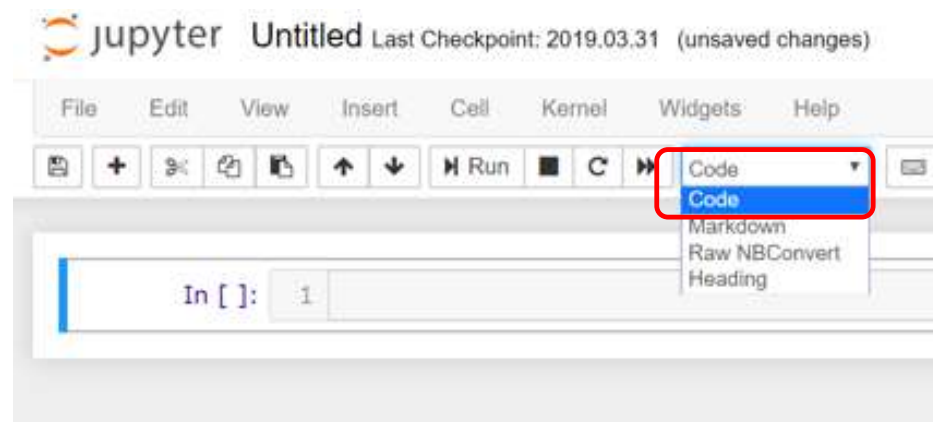 jupyter Untitled Last Checkpoint: 2019.03.31 (unsaved changes)
File Edit View Insert Cell Kernel Widgets Help
Run Code
Code
Markdown
Raw NBConvert
Heading
In [ ]: 1